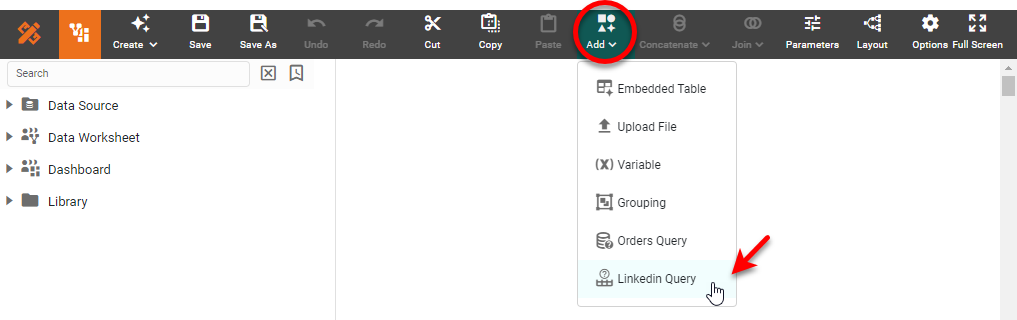 Create Save Save As Undo Redo Cut Copy Paste Add Concatenate Join Parameters Layout Options Full Screen
Search
Data Source
Data Worksheet
Dashboard
Library
Embedded Table
Upload File
(x) Variable
Grouping
Orders Query
Linkedin Query